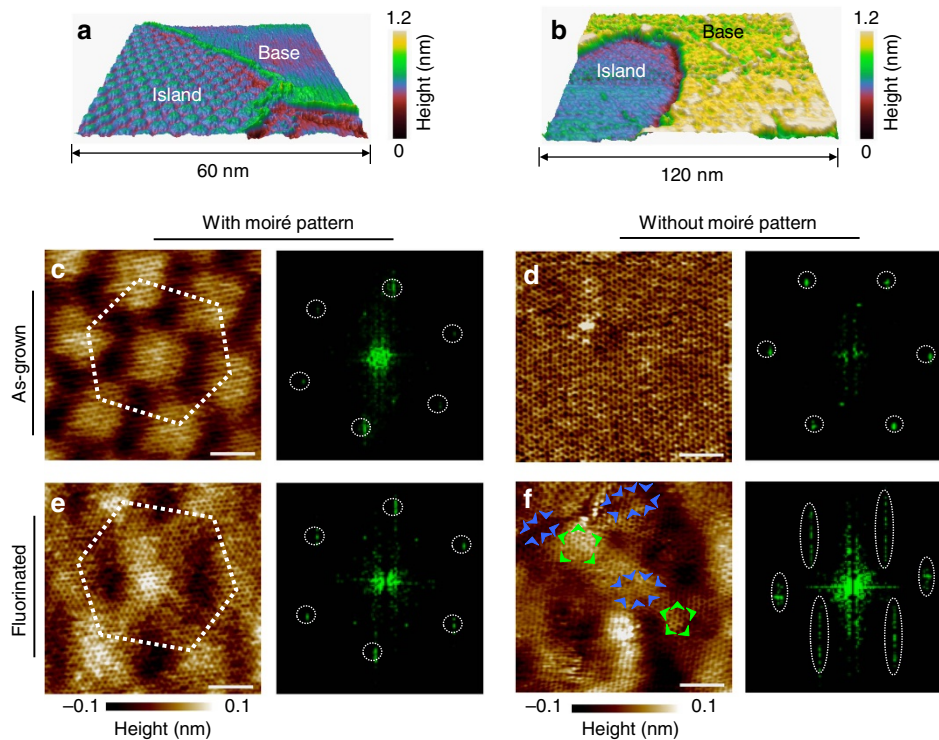 a
Base
Island
1.2
Height (nm)
0
60 nm
b
Base
Island
1.2
Height (nm)
0
120 nm
With moiré pattern
Without moiré pattern
As-grown
c
d
Fluorinated
e
f
–0.1
0.1
Height (nm)
–0.1
0.1
Height (nm)